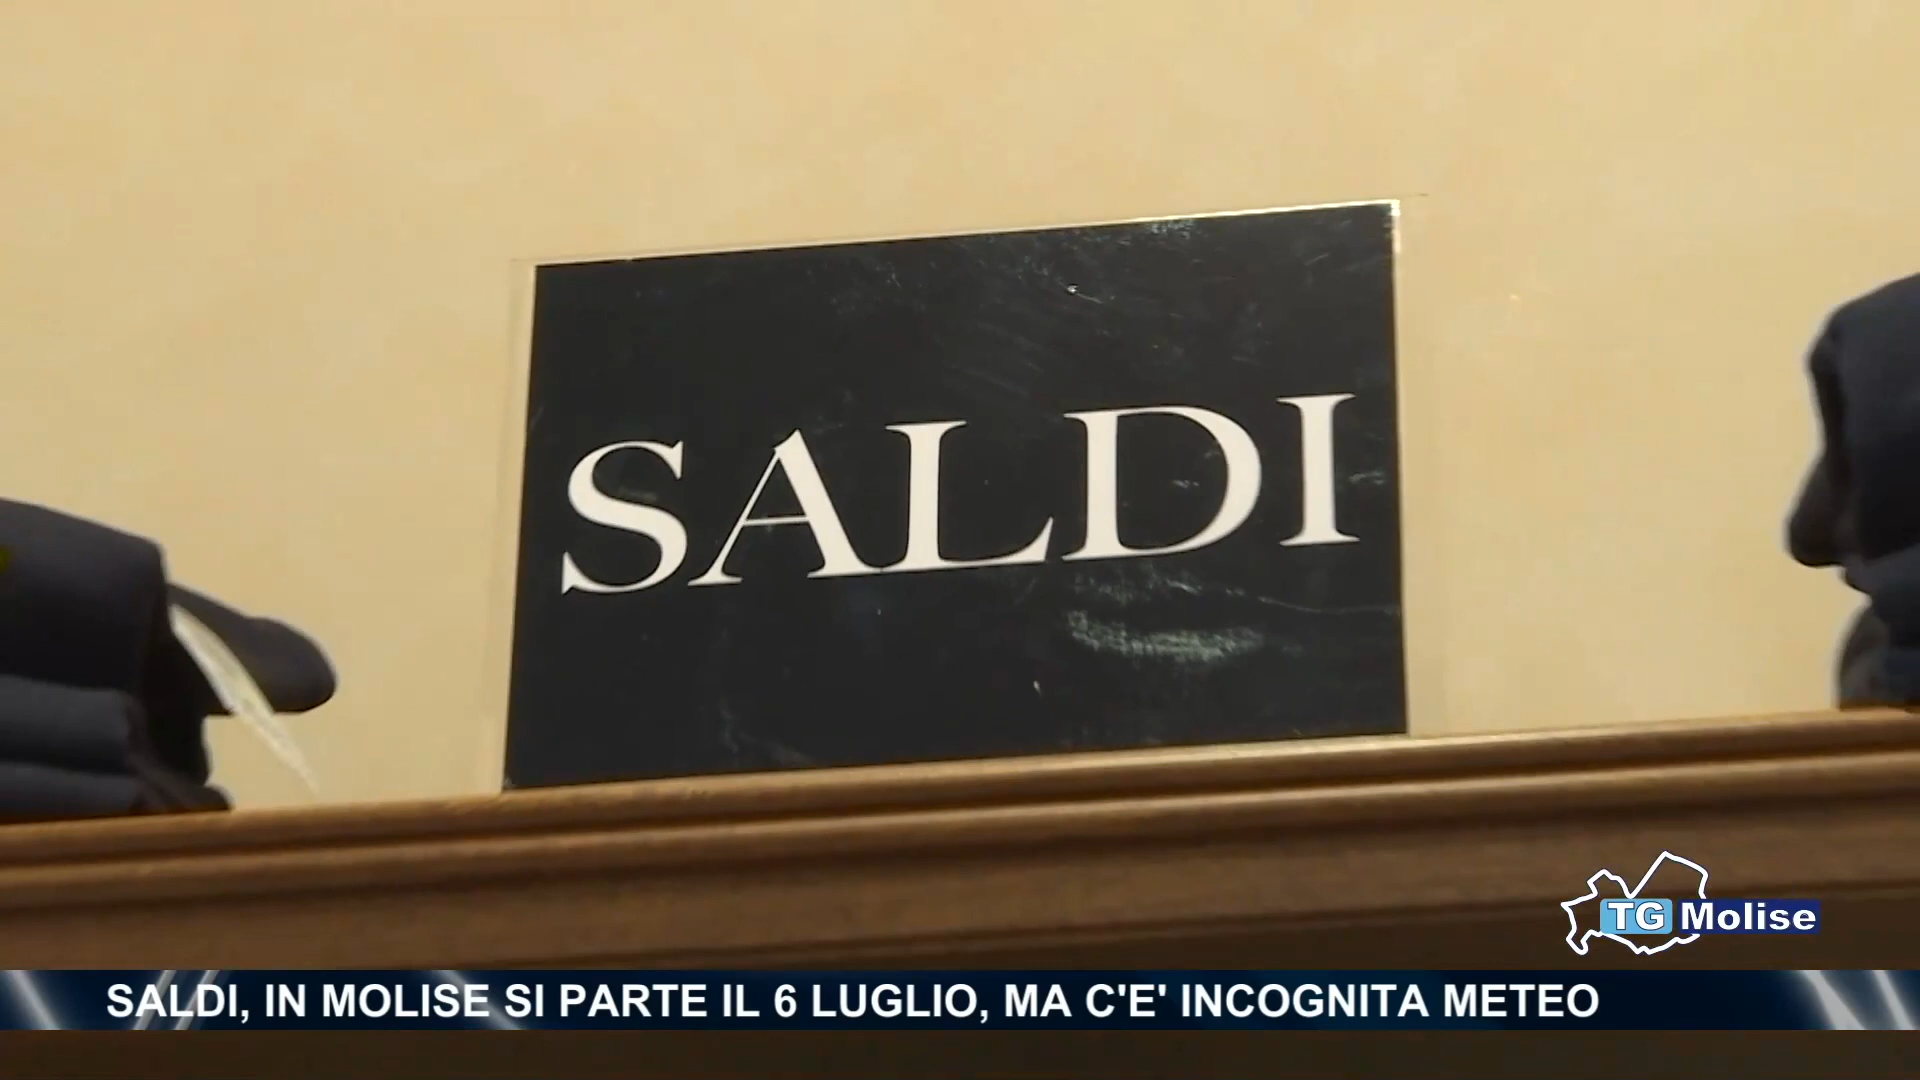 SALDI
TG Molise
SALDI, IN MOLISE SI PARTE IL 6 LUGLIO, MA C'E' INCOGNITA METEO